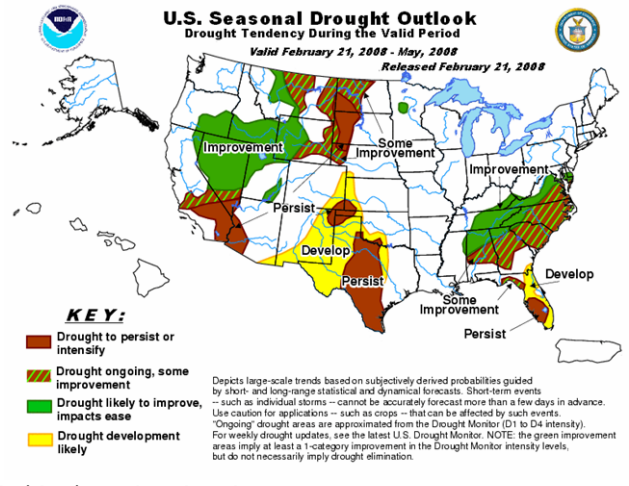 U.S. Seasonal Drought Outlook
Drought Tendency During the Valid Period
Valid February 21, 2008 - May, 2008
Released February 21, 2008
NOAA
Improvement
Some
Improvement
Improvement
Persist
Develop
Persist
Develop
Some
Improvement
Persist
KEY:
Drought to persist or
intensify
Drought ongoing, some
improvement
Drought likely to improve,
impacts ease
Drought development
likely
Depicts large-scale trends based on subjectively derived probabilities guided
by short- and long-range statistical and dynamical forecasts. Short-term events
-- such as individual storms -- cannot be accurately forecast more than a few days in advance.
Use caution for applications -- such as crops -- that can be affected by such events.
"Ongoing" drought areas are approximated from the Drought Monitor (D1 to D4 intensity).
For weekly drought updates, see the latest U.S. Drought Monitor. NOTE: the green improvement
areas imply at least a 1-category improvement in the Drought Monitor intensity levels,
but do not necessarily imply drought elimination.